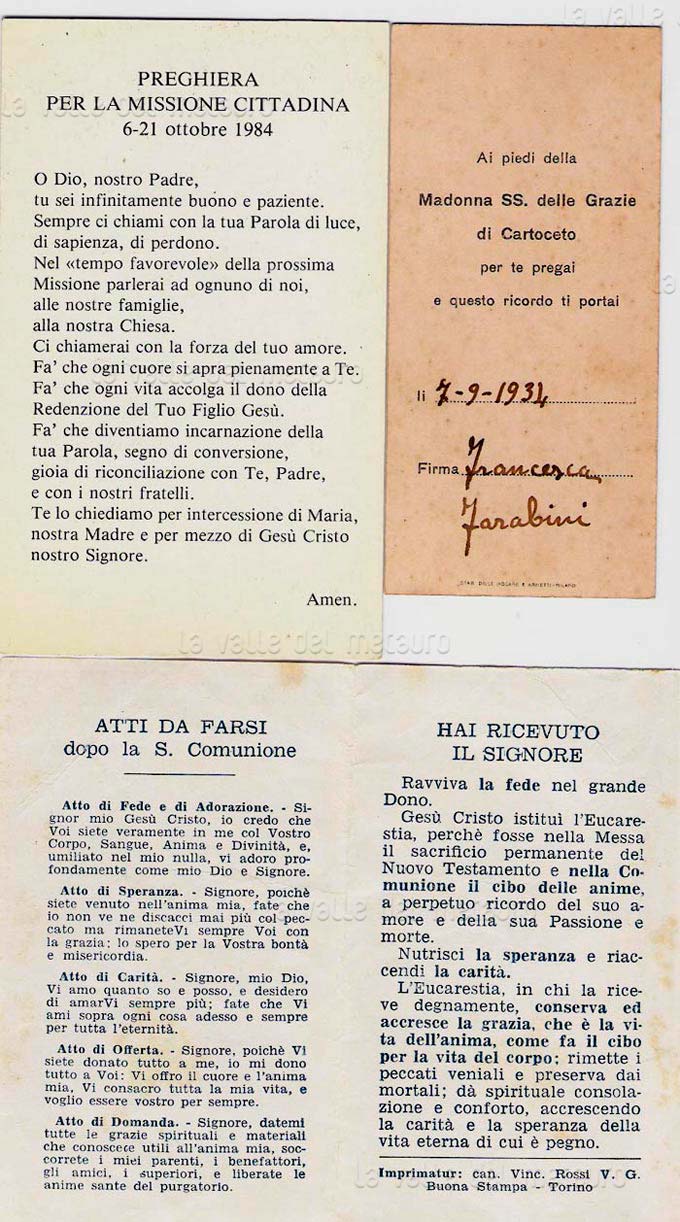 PREGHIERA
PER LA MISSIONE CITTADINA
6-21 ottobre 1984
O Dio, nostro Padre,
tu sei infinitamente buono e paziente.
Sempre ci chiami con la tua Parola di luce,
di sapienza, di perdono.
Nel «tempo favorevole» della prossima
Missione parlerai ad ognuno di noi,
alle nostre famiglie,
alla nostra Chiesa.
Ci chiamerai con la forza del tuo amore.
Fa' che ogni cuore si apra pienamente a Te.
Fa' che ogni vita accolga il dono della
Redenzione del Tuo Figlio Gesù.
Fa' che diventiamo incarnazione della
tua Parola, segno di conversione,
gioia di riconciliazione con Te, Padre,
e con i nostri fratelli.
Te lo chiediamo per intercessione di Maria,
nostra Madre e per mezzo di Gesù Cristo
nostro Signore.
Amen.
Ai piedi della
Madonna SS. delle Grazie
di Cartoceto
per te pregai
e questo ricordo ti portai
li 7-9-1934
Firma Francesca
Farabini
la valle del metauro
ATTI DA FARSI
dopo la S. Comunione
Atto di Fede e di Adorazione. - Si-
gnor mio Gesù Cristo, io credo che
Voi siete veramente in me col Vostro
Corpo, Sangue, Anima e Divinità, e,
umiliato nel mio nulla, vi adoro pro-
fondamente come mio Dio e Signore.
Atto di Speranza. - Signore, poichè
siete venuto nell'anima mia, fate che
io non ve ne discacci mai più col pec-
cato ma rimaneteVi sempre Voi con
la grazia: lo spero per la Vostra bontà
e misericordia.
Atto di Carità. - Signore, mio Dio,
Vi amo quanto so e posso, e desidero
di amarVi sempre più; fate che Vi
ami sopra ogni cosa adesso e sempre
per tutta l'eternità.
Atto di Offerta. - Signore, poichè Vi
siete donato tutto a me, io mi dono
tutto a Voi: Vi offro il cuore e l'anima
mia, Vi consacro tutta la mia vita, e
voglio essere vostro per sempre.
Atto di Domanda. - Signore, datemi
tutte le grazie spirituali e materiali
che conoscete utili all'anima mia, soc-
correte i miei parenti, i benefattori,
gli amici, i superiori, e liberate le
anime sante del purgatorio.
HAI RICEVUTO
IL SIGNORE
Ravviva la fede nel grande
Dono.
Gesù Cristo istituì l'Eucare-
stia, perchè fosse nella Messa
il sacrificio permanente del
Nuovo Testamento e nella Co-
munione il cibo delle anime,
a perpetuo ricordo del suo a-
more e della sua Passione e
morte.
Nutrisci la speranza e riac-
cendi la carità.
L'Eucarestia, in chi la rice-
ve degnamente, conserva ed
accresce la grazia, che è la vi-
ta dell'anima, come fa il cibo
per la vita del corpo; rimette i
peccati veniali e preserva dai
mortali; dà spirituale consola-
zione e conforto, accrescendo
la carità e la speranza della
vita eterna di cui è pegno.
Imprimatur: can. Vinc. Rossi V. G.
Buona Stampa - Torino